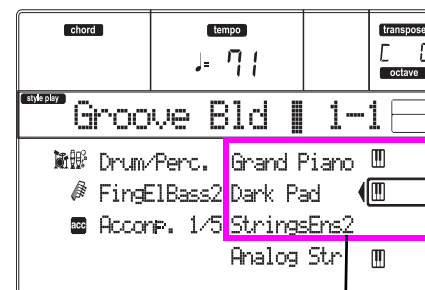 chord tempo transpose
♩= 71 C
octave
style play
Groove Bld 1-1
Drum/Perc. Grand Piano
FingElBass2 Dark Pad
acc Accomp. 1/5 StringsEns2
Analog Str